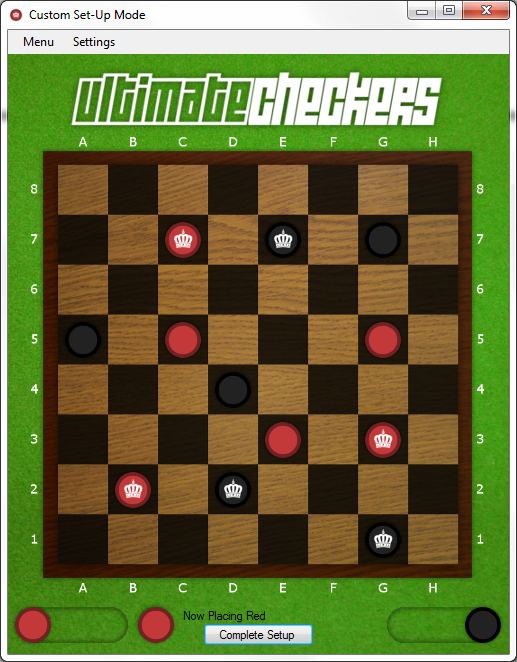 Custom Set-Up Mode
Menu Settings
ultimatecheckers
A B C D E F G H
8 8
7 7
6 6
5 5
4 4
3 3
2 2
1 1
A B C D E F G H
Now Placing Red
Complete Setup